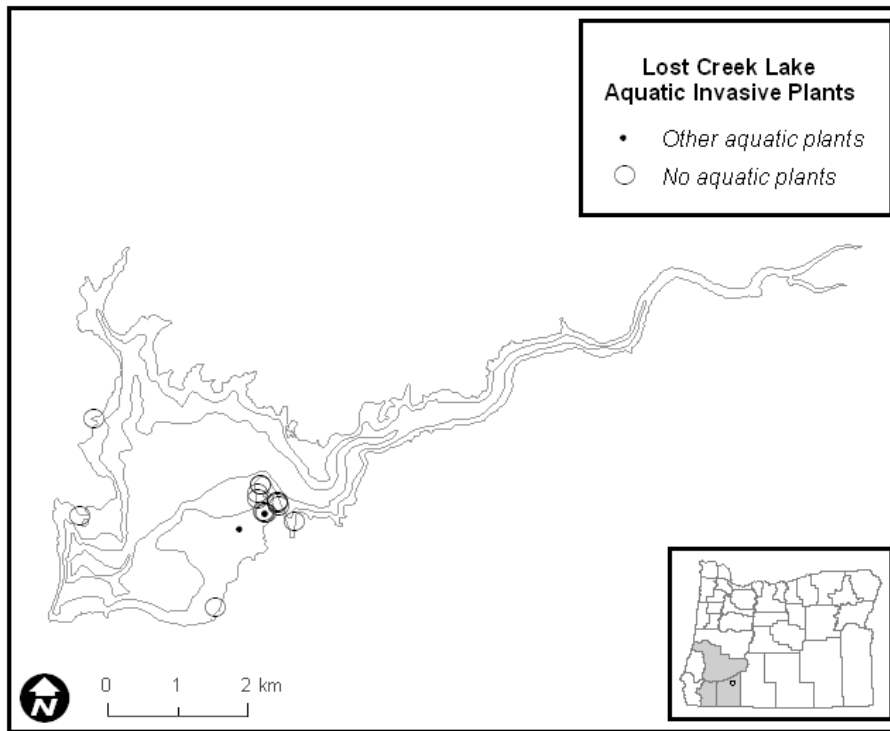 Lost Creek Lake
Aquatic Invasive Plants
Other aquatic plants
No aquatic plants
N
0 1 2 km